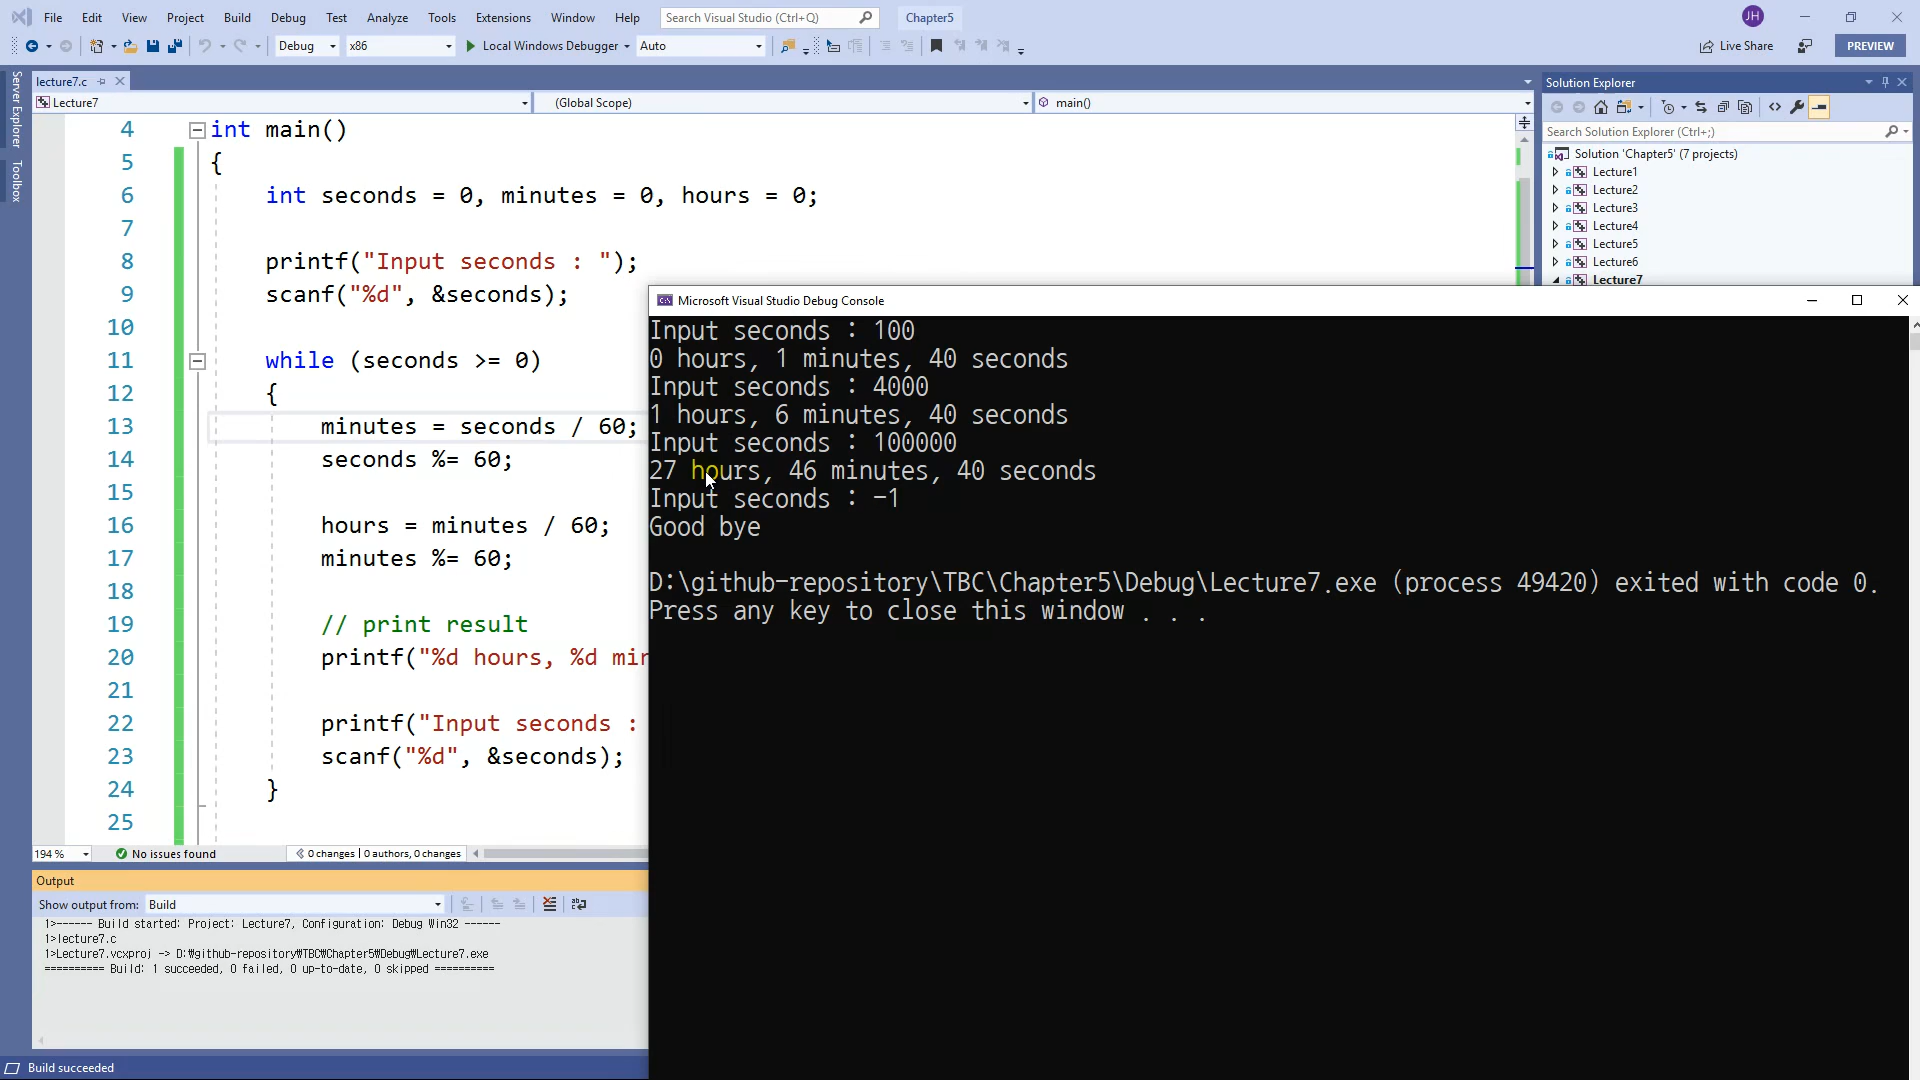 File Edit View Project Build Debug Test Analyze Tools Extensions Window Help Search Visual Studio (Ctrl+Q) Chapter5 JH
Debug x86 Local Windows Debugger Auto Live Share PREVIEW
Server Explorer
Toolbox
lecture7.c
Lecture7 (Global Scope) main()
4 int main()
5 {
6 int seconds = 0, minutes = 0, hours = 0;
7
8 printf("Input seconds : ");
9 scanf("%d", &seconds);
10
11 while (seconds >= 0)
12 {
13 minutes = seconds / 60;
14 seconds %= 60;
15
16 hours = minutes / 60;
17 minutes %= 60;
18
19 // print result
20 printf("%d hours, %d min
21
22 printf("Input seconds :
23 scanf("%d", &seconds);
24 }
25
194 % No issues found 0 changes | 0 authors, 0 changes
Output
Show output from: Build
1>------ Build started: Project: Lecture7, Configuration: Debug Win32 ------
1>lecture7.c
1>Lecture7.vcxproj -> D:₩github-repository₩TBC₩Chapter5₩Debug₩Lecture7.exe
========== Build: 1 succeeded, 0 failed, 0 up-to-date, 0 skipped ==========
Build succeeded
Solution Explorer
Search Solution Explorer (Ctrl+;)
Solution 'Chapter5' (7 projects)
Lecture1
Lecture2
Lecture3
Lecture4
Lecture5
Lecture6
Lecture7
Microsoft Visual Studio Debug Console
Input seconds : 100
0 hours, 1 minutes, 40 seconds
Input seconds : 4000
1 hours, 6 minutes, 40 seconds
Input seconds : 100000
27 hours, 46 minutes, 40 seconds
Input seconds : -1
Good bye
D:\github-repository\TBC\Chapter5\Debug\Lecture7.exe (process 49420) exited with code 0.
Press any key to close this window . . .